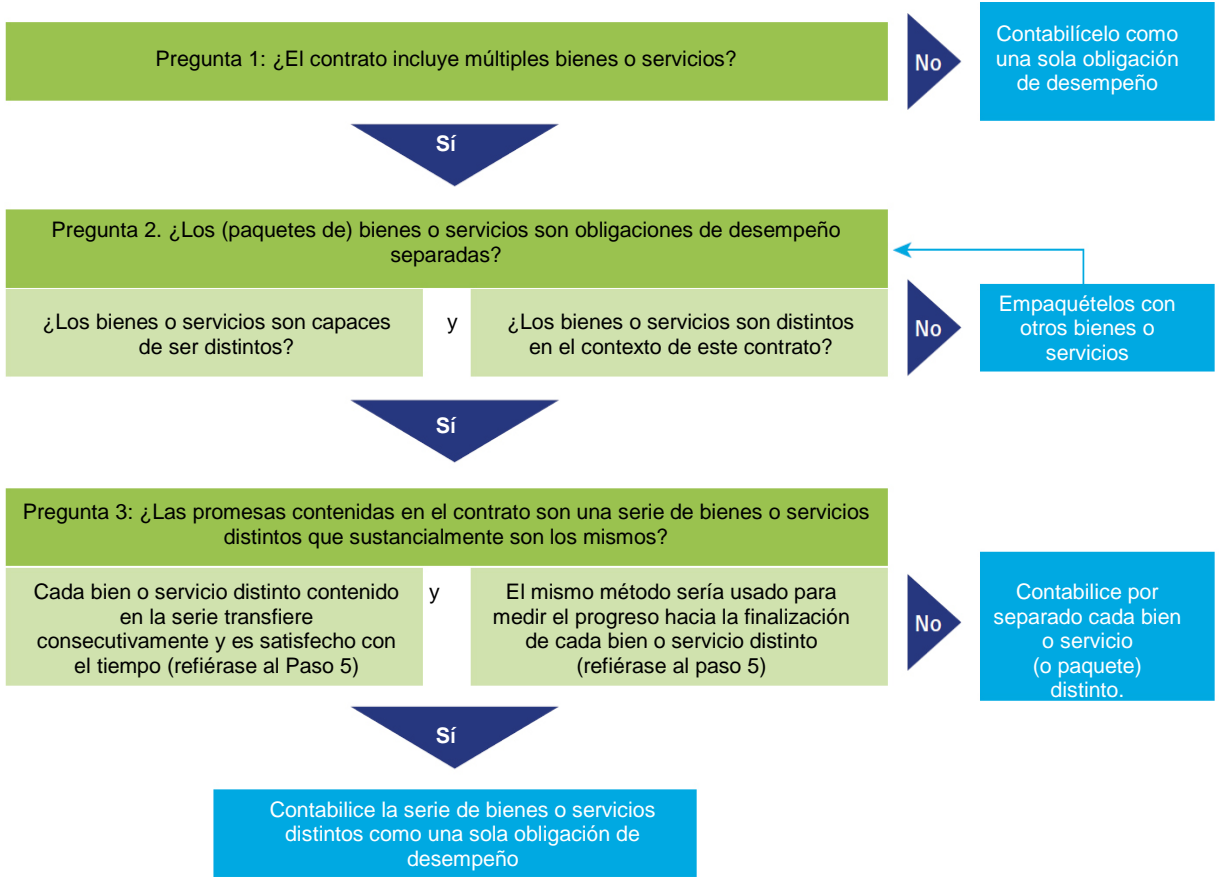 Pregunta 1: ¿El contrato incluye múltiples bienes o servicios?
No
Contabilícelo como
una sola obligación
de desempeño
Sí
Pregunta 2. ¿Los (paquetes de) bienes o servicios son obligaciones de desempeño
separadas?
¿Los bienes o servicios son capaces
de ser distintos?
y
¿Los bienes o servicios son distintos
en el contexto de este contrato?
No
Empaquételos con
otros bienes o
servicios
Sí
Pregunta 3: ¿Las promesas contenidas en el contrato son una serie de bienes o servicios
distintos que sustancialmente son los mismos?
Cada bien o servicio distinto contenido
en la serie transfiere
consecutivamente y es satisfecho con
el tiempo (refiérase al Paso 5)
y
El mismo método sería usado para
medir el progreso hacia la finalización
de cada bien o servicio distinto
(refiérase al paso 5)
No
Contabilice por
separado cada bien
o servicio
(o paquete)
distinto.
Sí
Contabilice la serie de bienes o servicios
distintos como una sola obligación de
desempeño